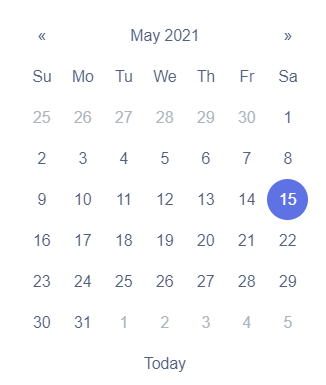 « May 2021 »
Su Mo Tu We Th Fr Sa
25 26 27 28 29 30 1
2 3 4 5 6 7 8
9 10 11 12 13 14 15
16 17 18 19 20 21 22
23 24 25 26 27 28 29
30 31 1 2 3 4 5
Today